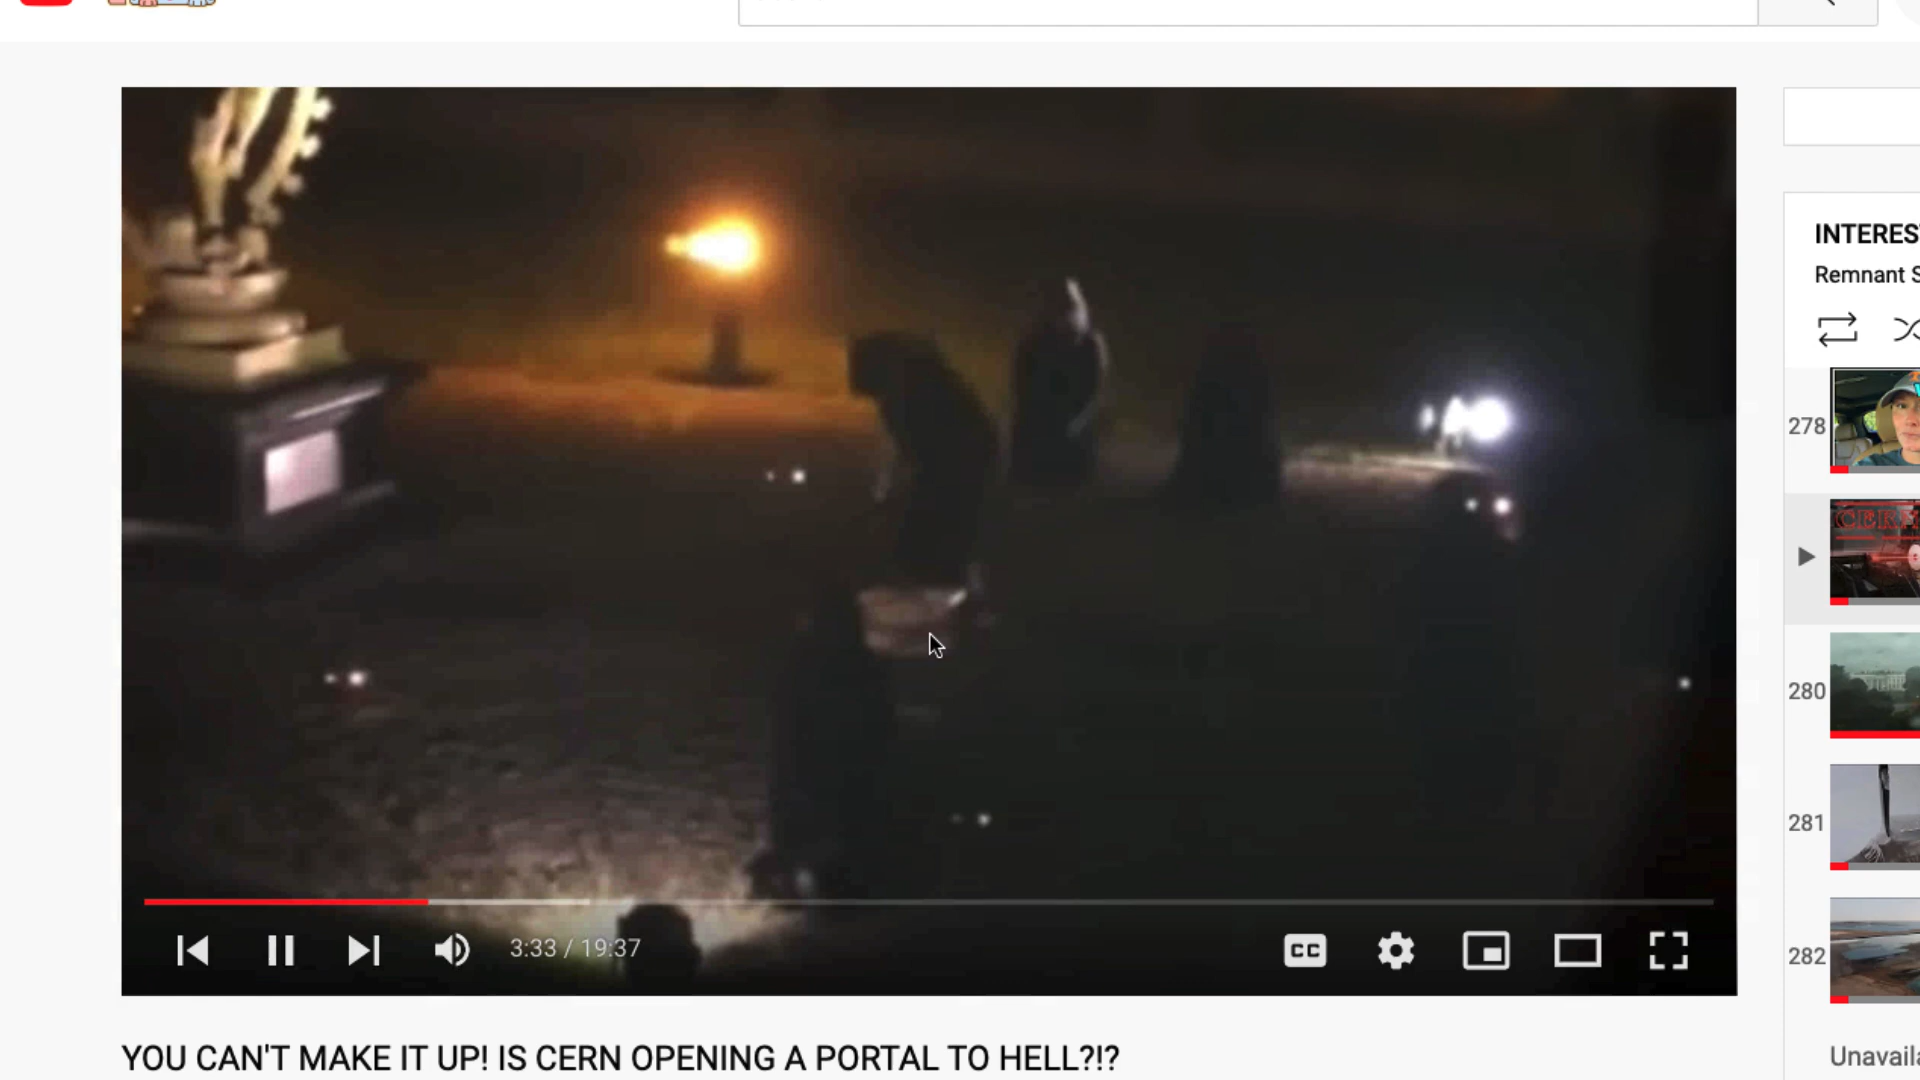 INTERES
Remnant S
278
CERN
280
281
282
3:33 / 19:37
CC
YOU CAN'T MAKE IT UP! IS CERN OPENING A PORTAL TO HELL?!?
Unavaila